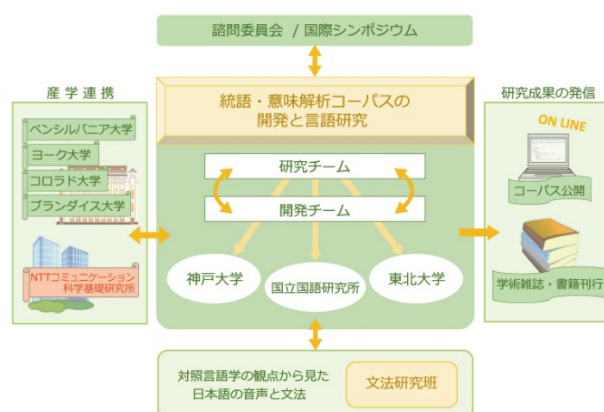 諮問委員会 / 国際シンポジウム
産学連携
ペンシルバニア大学
ヨーク大学
コロラド大学
ブランダイス大学
NTTコミュニケーション
科学基礎研究所
統語・意味解析コーパスの
開発と言語研究
研究チーム
開発チーム
神戸大学
国立国語研究所
東北大学
研究成果の発信
ON LINE
コーパス公開
学術雑誌・書籍刊行
対照言語学の観点から見た
日本語の音声と文法
文法研究班